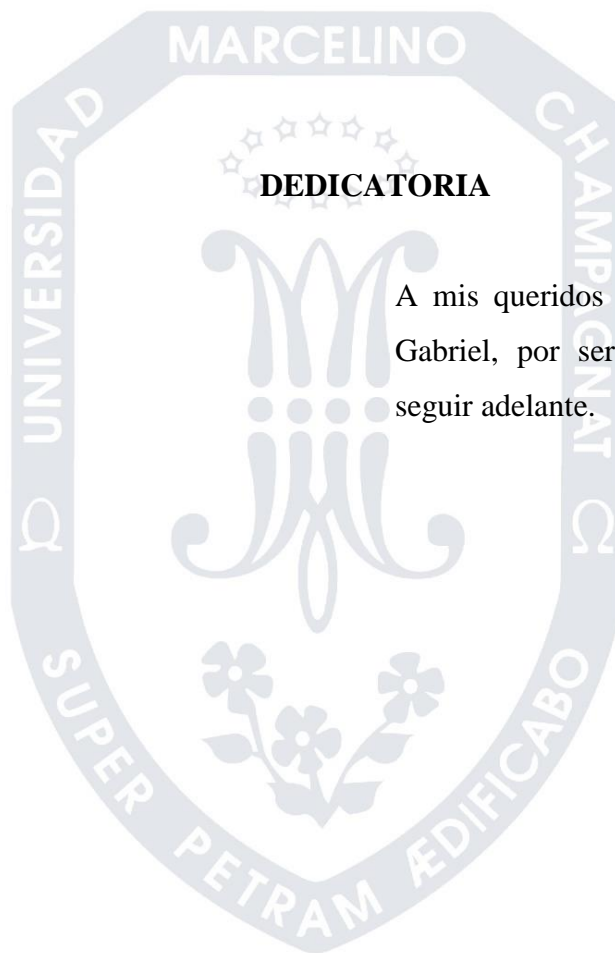 MARCELINO
UNIVERSIDAD
CHAMPAGNAT
DEDICATORIA
A mis queridos
Gabriel, por ser
seguir adelante.
SUPER PETRAM ÆDIFICABO